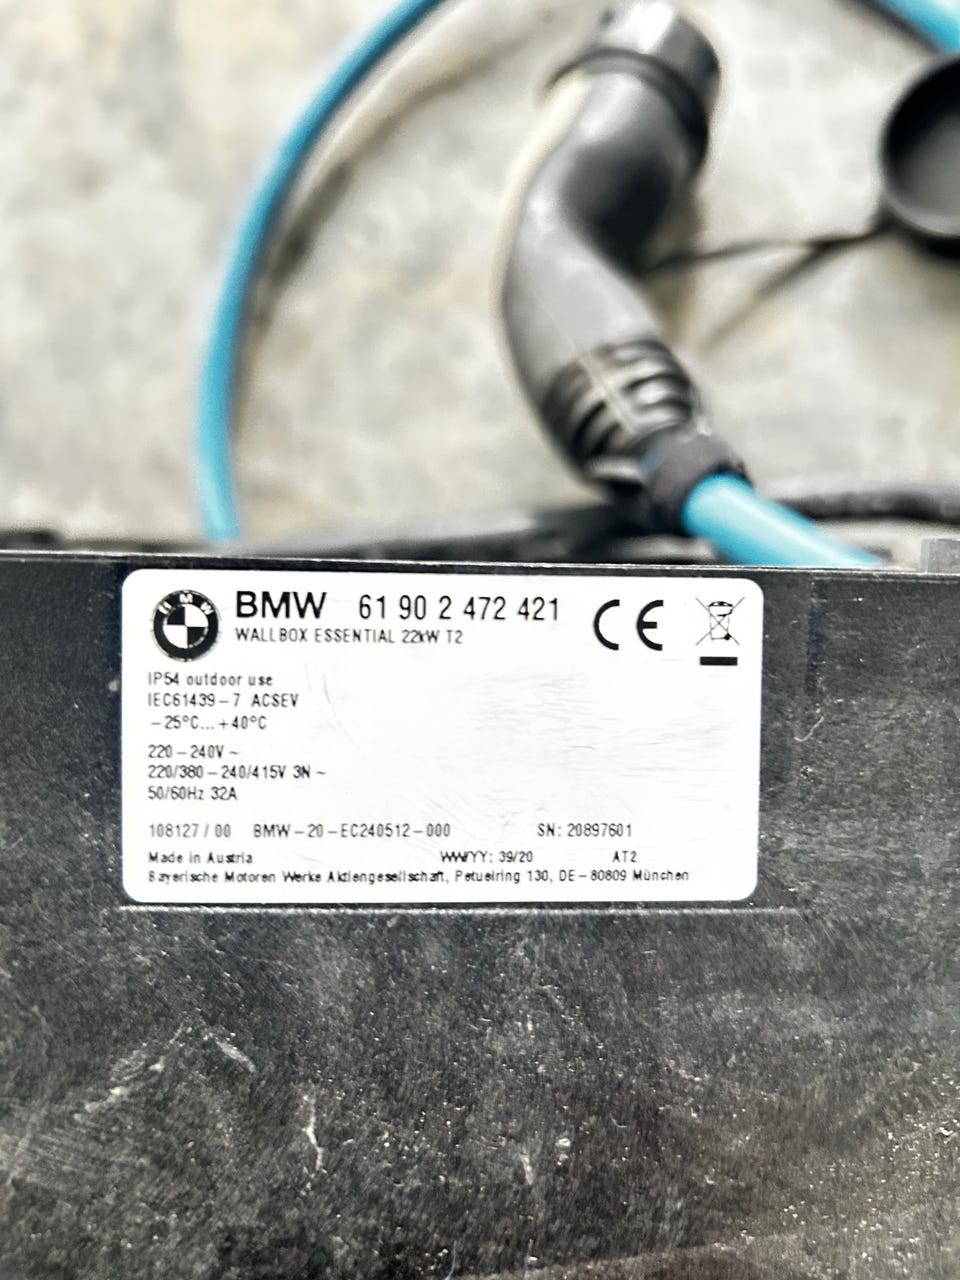 BMW
BMW 61 90 2 472 421
WALLBOX ESSENTIAL 22kW T2
CE
IP54 outdoor use
IEC61439-7 ACSEV
-25°C...+40°C
220-240V ~
220/380-240/415V 3N ~
50/60Hz 32A
108127 / 00 BMW-20-EC240512-000 SN: 20897601
Made in Austria WW/YY: 39/20 AT2
Bayerische Motoren Werke Aktiengesellschaft, Petuelring 130, DE-80809 München